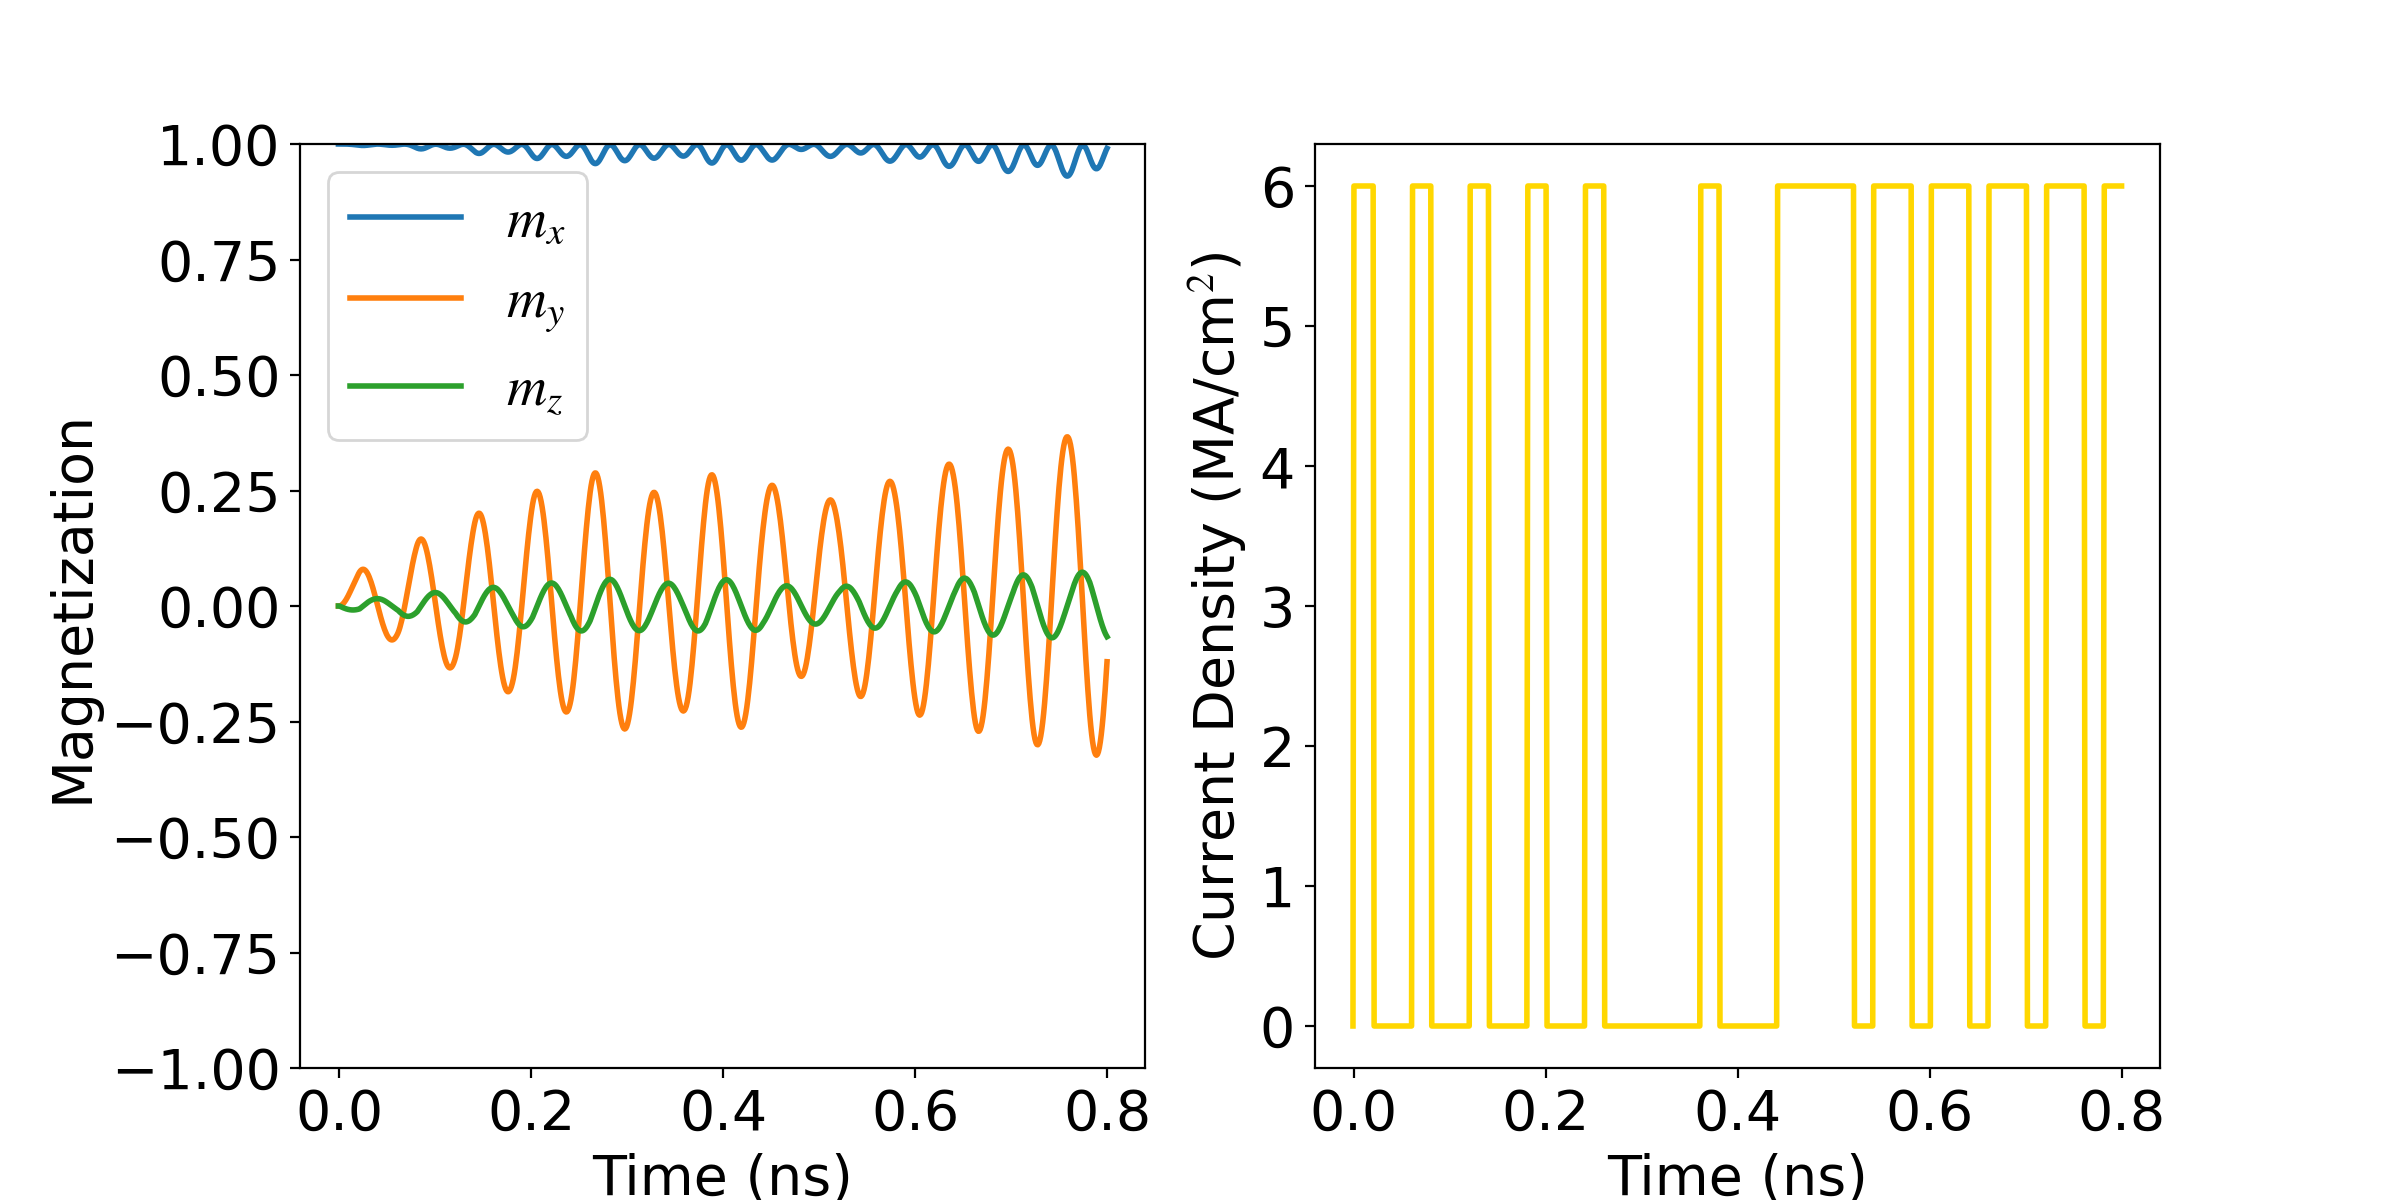 1.00
0.75
0.50
0.25
0.00
−0.25
−0.50
−0.75
−1.00
Magnetization
m_x
m_y
m_z
0.0 0.2 0.4 0.6 0.8
Time (ns)
6
5
4
3
2
1
0
Current Density (MA/cm²)
0.0 0.2 0.4 0.6 0.8
Time (ns)